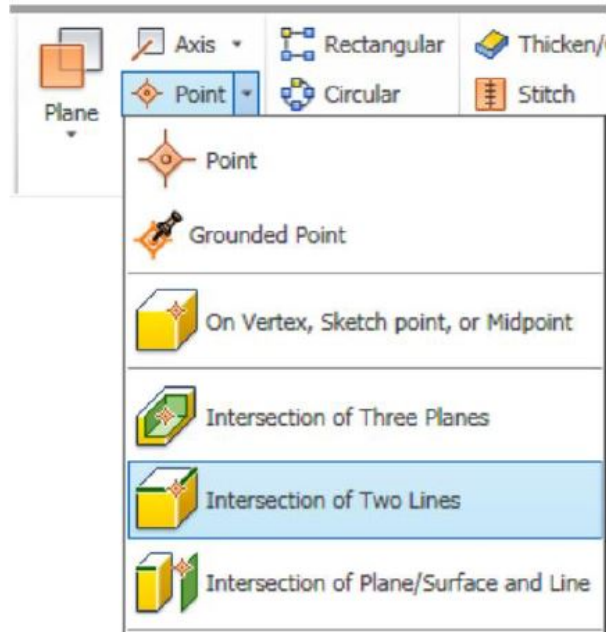 Axis
Rectangular
Thicken/
Plane
Point
Circular
Stitch
Point
Grounded Point
On Vertex, Sketch point, or Midpoint
Intersection of Three Planes
Intersection of Two Lines
Intersection of Plane/Surface and Line